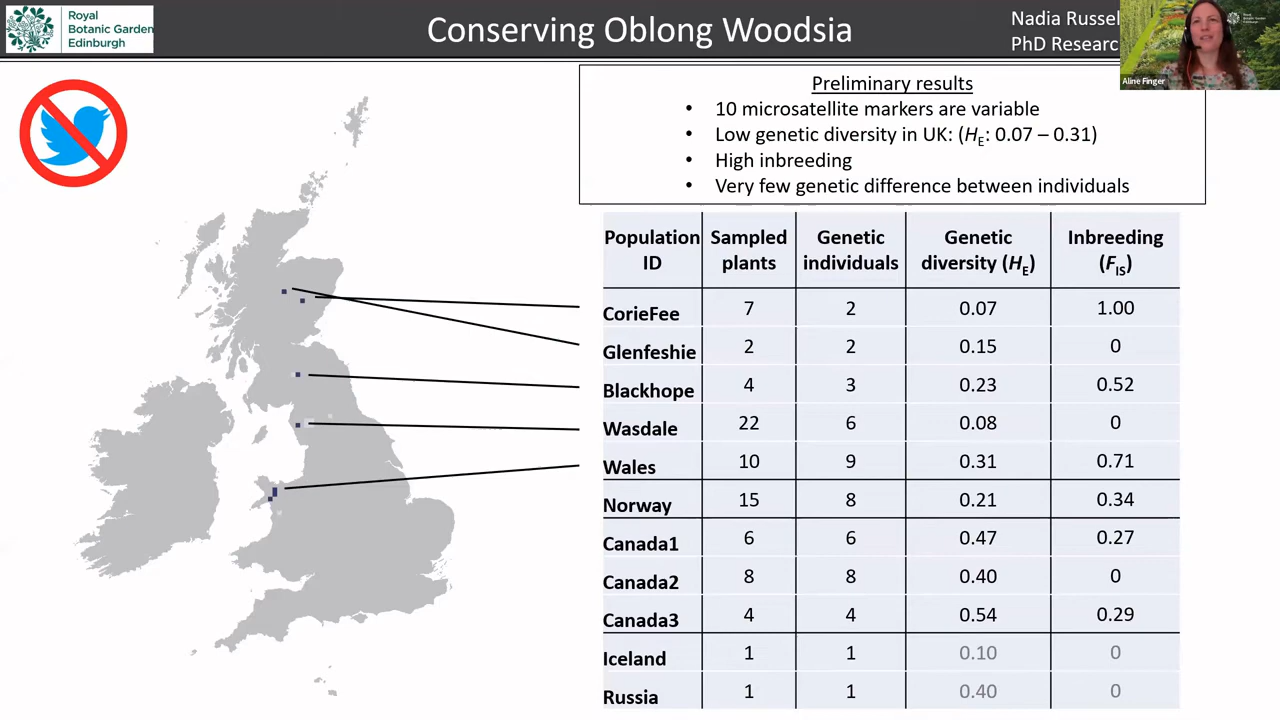 Royal
Botanic Garden
Edinburgh
Conserving Oblong Woodsia
Nadia Russel
PhD Researc
Aline Finger
Preliminary results
• 10 microsatellite markers are variable
• Low genetic diversity in UK: (HE: 0.07 – 0.31)
• High inbreeding
• Very few genetic difference between individuals
Population ID Sampled plants Genetic individuals Genetic diversity (HE) Inbreeding (FIS)
CorieFee 7 2 0.07 1.00
Glenfeshie 2 2 0.15 0
Blackhope 4 3 0.23 0.52
Wasdale 22 6 0.08 0
Wales 10 9 0.31 0.71
Norway 15 8 0.21 0.34
Canada1 6 6 0.47 0.27
Canada2 8 8 0.40 0
Canada3 4 4 0.54 0.29
Iceland 1 1 0.10 0
Russia 1 1 0.40 0